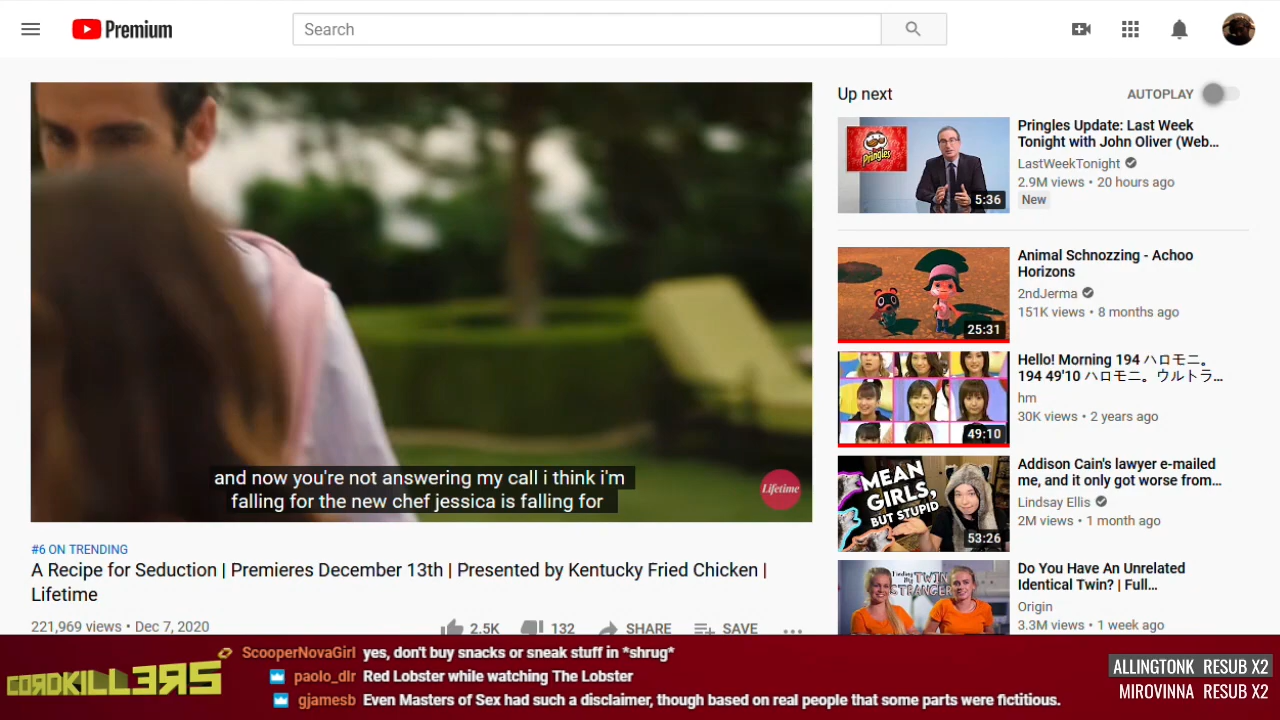 Premium
Search
and now you're not answering my call i think i'm
falling for the new chef jessica is falling for
Lifetime
#6 ON TRENDING
A Recipe for Seduction | Premieres December 13th | Presented by Kentucky Fried Chicken |
Lifetime
221,969 views • Dec 7, 2020
2.5K
132
SHARE
SAVE
Up next
AUTOPLAY
Pringles
5:36
Pringles Update: Last Week
Tonight with John Oliver (Web...
LastWeekTonight
2.9M views • 20 hours ago
New
25:31
Animal Schnozzing - Achoo
Horizons
2ndJerma
151K views • 8 months ago
49:10
Hello! Morning 194 ハロモニ。
194 49'10 ハロモニ。ウルトラ...
hm
30K views • 2 years ago
MEAN
GIRLS,
BUT STUPID
53:26
Addison Cain's lawyer e-mailed
me, and it only got worse from...
Lindsay Ellis
2M views • 1 month ago
Finding My TWIN
STRANGER
Do You Have An Unrelated
Identical Twin? | Full...
Origin
3.3M views • 1 week ago
CORDKILLERS
ScooperNovaGirl yes, don't buy snacks or sneak stuff in *shrug*
paolo_dlr Red Lobster while watching The Lobster
gjamesb Even Masters of Sex had such a disclaimer, though based on real people that some parts were fictitious.
ALLINGTONK RESUB X2
MIROVINNA RESUB X2